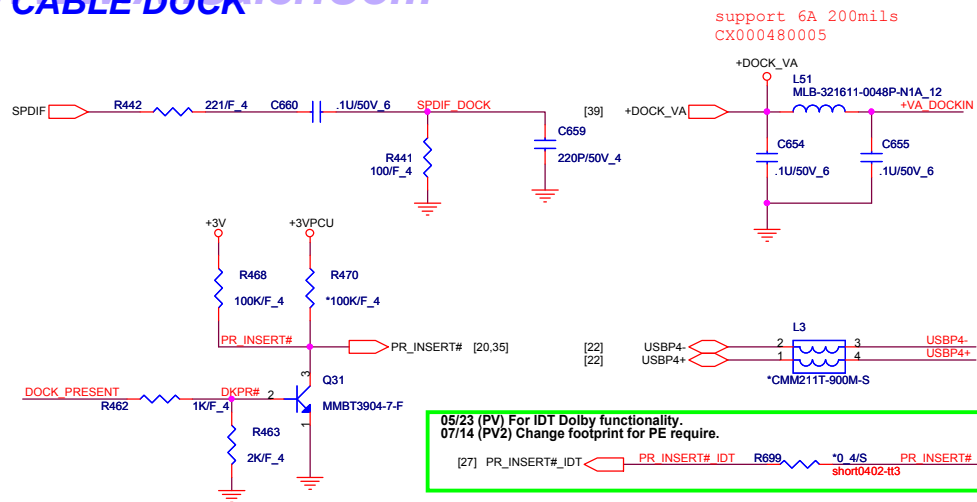 CABLE DOCK
support 6A 200mils
CX000480005
+DOCK_VA
L51
MLB-321611-0048P-N1A_12
SPDIF
R442
221/F_4
C660
.1U/50V_6
SPDIF_DOCK
[39]
+DOCK_VA
+VA_DOCKIN
C659
220P/50V_4
R441
100/F_4
C654
.1U/50V_6
C655
.1U/50V_6
+3V
+3VPCU
R468
100K/F_4
R470
*100K/F_4
PR_INSERT#
PR_INSERT# [20,35]
[22] USBP4-
[22] USBP4+
L3
2
1
3
4
USBP4-
USBP4+
*CMM211T-900M-S
DOCK_PRESENT
R462
1K/F_4
DKPR#
2
3
1
Q31
MMBT3904-7-F
R463
2K/F_4
05/23 (PV) For IDT Dolby functionality.
07/14 (PV2) Change footprint for PE require.
[27] PR_INSERT#_IDT
PR_INSERT#_IDT
R699
*0_4/S
short0402-tt3
PR_INSERT#